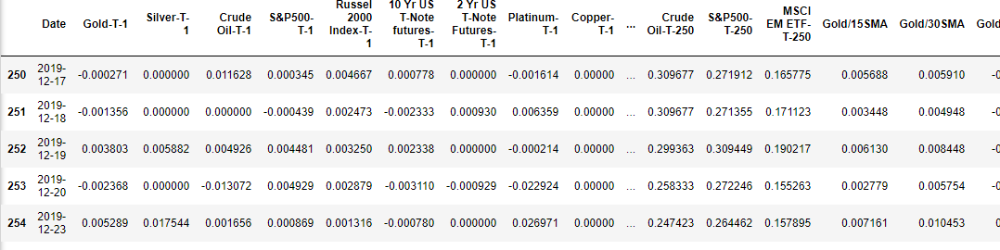 Date Gold-T-1 Silver-T-1 Crude Oil-T-1 S&P500-T-1 Russel 2000 Index-T-1 10 Yr US T-Note futures-T-1 2 Yr US T-Note Futures-T-1 Platinum-T-1 Copper-T-1 ... Crude Oil-T-250 S&P500-T-250 MSCI EM ETF-T-250 Gold/15SMA Gold/30SMA Gold
250 2019-12-17 -0.000271 0.000000 0.011628 0.000345 0.004667 0.000778 0.000000 -0.001614 0.00000 ... 0.309677 0.271912 0.165775 0.005688 0.005910 -0
251 2019-12-18 -0.001356 0.000000 0.000000 -0.000439 0.002473 -0.002333 0.000930 0.006359 0.00000 ... 0.309677 0.271355 0.171123 0.003448 0.004948 -0
252 2019-12-19 0.003803 0.005882 0.004926 0.004481 0.003250 0.002338 0.000000 -0.000214 0.00000 ... 0.299363 0.309449 0.190217 0.006130 0.008448 -0
253 2019-12-20 -0.002368 0.000000 -0.013072 0.004929 0.002879 -0.003110 -0.000929 -0.022924 0.00000 ... 0.258333 0.272246 0.155263 0.002779 0.005754 -0
254 2019-12-23 0.005289 0.017544 0.001656 0.000869 0.001316 -0.000780 0.000000 0.026971 0.00000 ... 0.247423 0.264462 0.157895 0.007161 0.010453